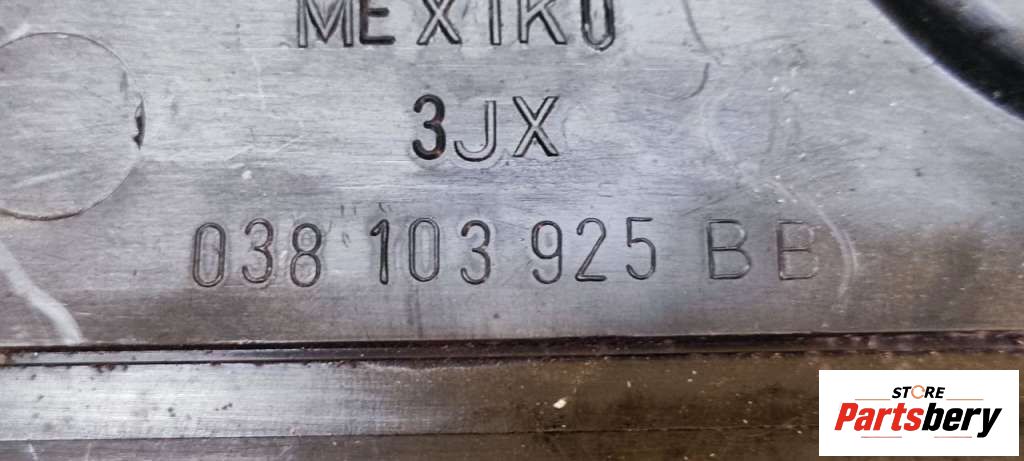 MEXIKO
3JX
038 103 925 BB
STORE
Partsbery